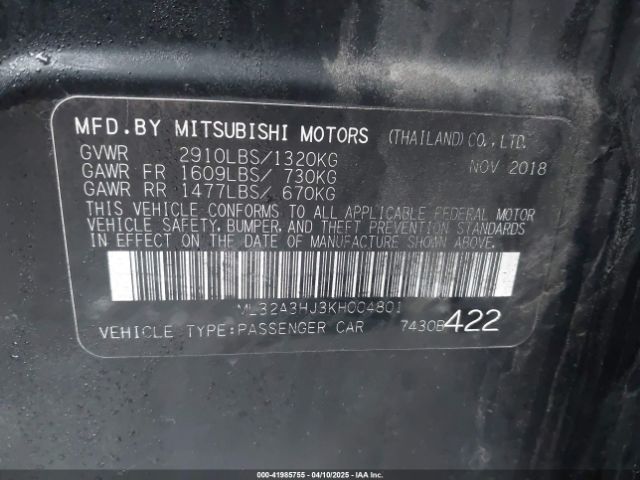 MFD.BY MITSUBISHI MOTORS (THAILAND) CO., LTD.
GVWR 2910LBS/1320KG NOV 2018
GAWR FR 1609LBS/ 730KG
GAWR RR 1477LBS/ 670KG
THIS VEHICLE CONFORMS TO ALL APPLICABLE FEDERAL MOTOR
VEHICLE SAFETY, BUMPER, AND THEFT PREVENTION STANDARDS
IN EFFECT ON THE DATE OF MANUFACTURE SHOWN ABOVE.
ML32A3HJ3KH004801
VEHICLE TYPE:PASSENGER CAR 7430B422
000-41985755 - 04/10/2025 - IAAI.COM